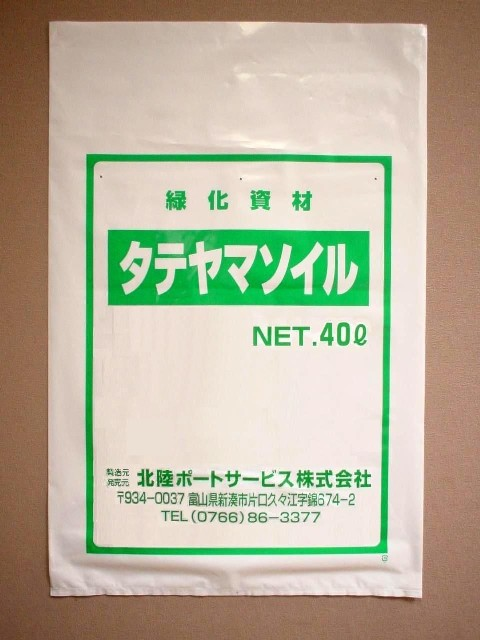 緑化資材
タテヤマソイル
NET.40ℓ
製造元
発売元
北陸ポートサービス株式会社
〒934-0037 富山県新湊市片口久々江字錦674-2
TEL(0766)86-3377